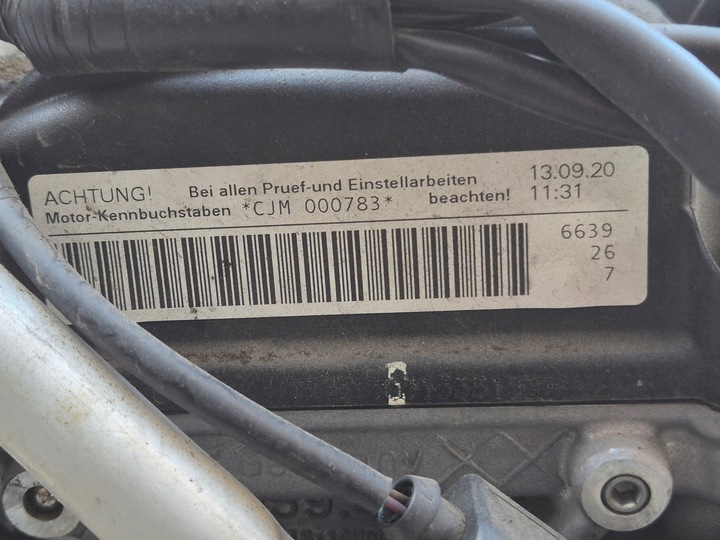 ACHTUNG! Bei allen Pruef-und Einstellarbeiten 13.09.20
Motor-Kennbuchstaben *CJM 000783* beachten! 11:31
6639
26
7